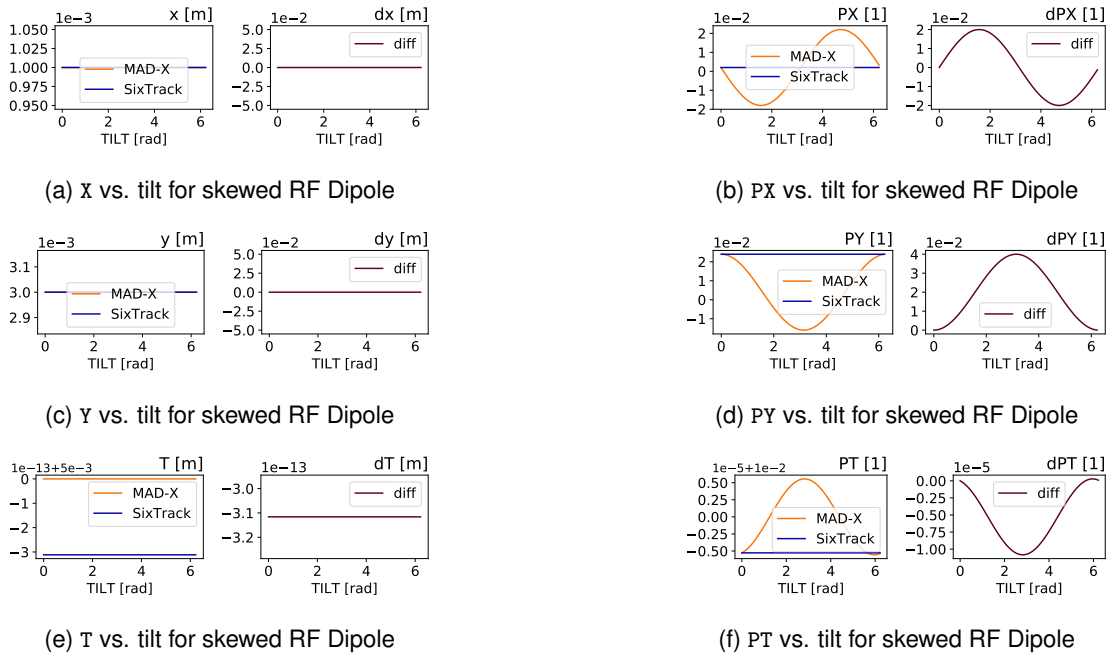 1e−3 x [m]
1.050
1.025
1.000
0.975
0.950
MAD-X
SixTrack
0 2 4 6
TILT [rad]
1e−2 dx [m]
5.0
2.5
0.0
−2.5
−5.0
diff
0 2 4 6
TILT [rad]
(a) X vs. tilt for skewed RF Dipole
1e−2 PX [1]
2
1
0
−1
−2
MAD-X
SixTrack
0 2 4 6
TILT [rad]
1e−2 dPX [1]
2
1
0
−1
−2
diff
0 2 4 6
TILT [rad]
(b) PX vs. tilt for skewed RF Dipole
1e−3 y [m]
3.1
3.0
2.9
MAD-X
SixTrack
0 2 4 6
TILT [rad]
1e−2 dy [m]
5.0
2.5
0.0
−2.5
−5.0
diff
0 2 4 6
TILT [rad]
(c) Y vs. tilt for skewed RF Dipole
1e−2 PY [1]
2
1
0
−1
MAD-X
SixTrack
0 2 4 6
TILT [rad]
1e−2 dPY [1]
4
3
2
1
0
diff
0 2 4 6
TILT [rad]
(d) PY vs. tilt for skewed RF Dipole
1e−13+5e−3 T [m]
0
−1
−2
−3
MAD-X
SixTrack
0 2 4 6
TILT [rad]
1e−13 dT [m]
−3.0
−3.1
−3.2
diff
0 2 4 6
TILT [rad]
(e) T vs. tilt for skewed RF Dipole
1e−5+1e−2 PT [1]
0.50
0.25
0.00
−0.25
−0.50
MAD-X
SixTrack
0 2 4 6
TILT [rad]
1e−5 dPT [1]
0.00
−0.25
−0.50
−0.75
−1.00
diff
0 2 4 6
TILT [rad]
(f) PT vs. tilt for skewed RF Dipole